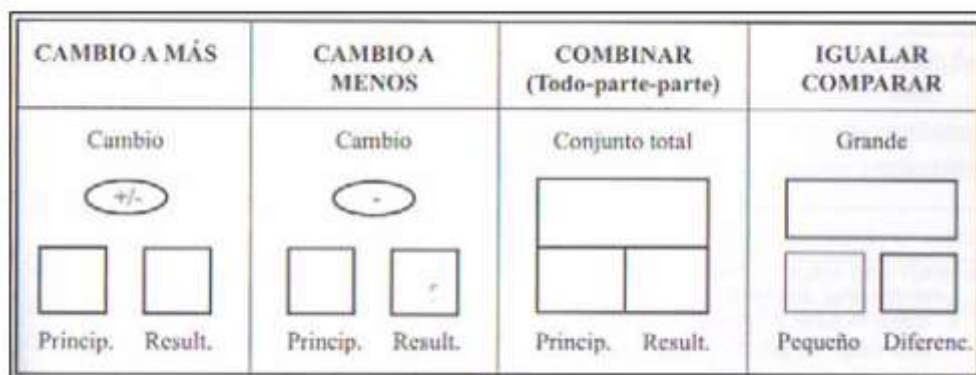 CAMBIO A MÁS
CAMBIO A
MENOS
COMBINAR
(Todo-parte-parte)
IGUALAR
COMPARAR
Cambio
+/-
Princip. Result.
Cambio
-
Princip. Result.
Conjunto total
Princip. Result.
Grande
Pequeño Diferenc.